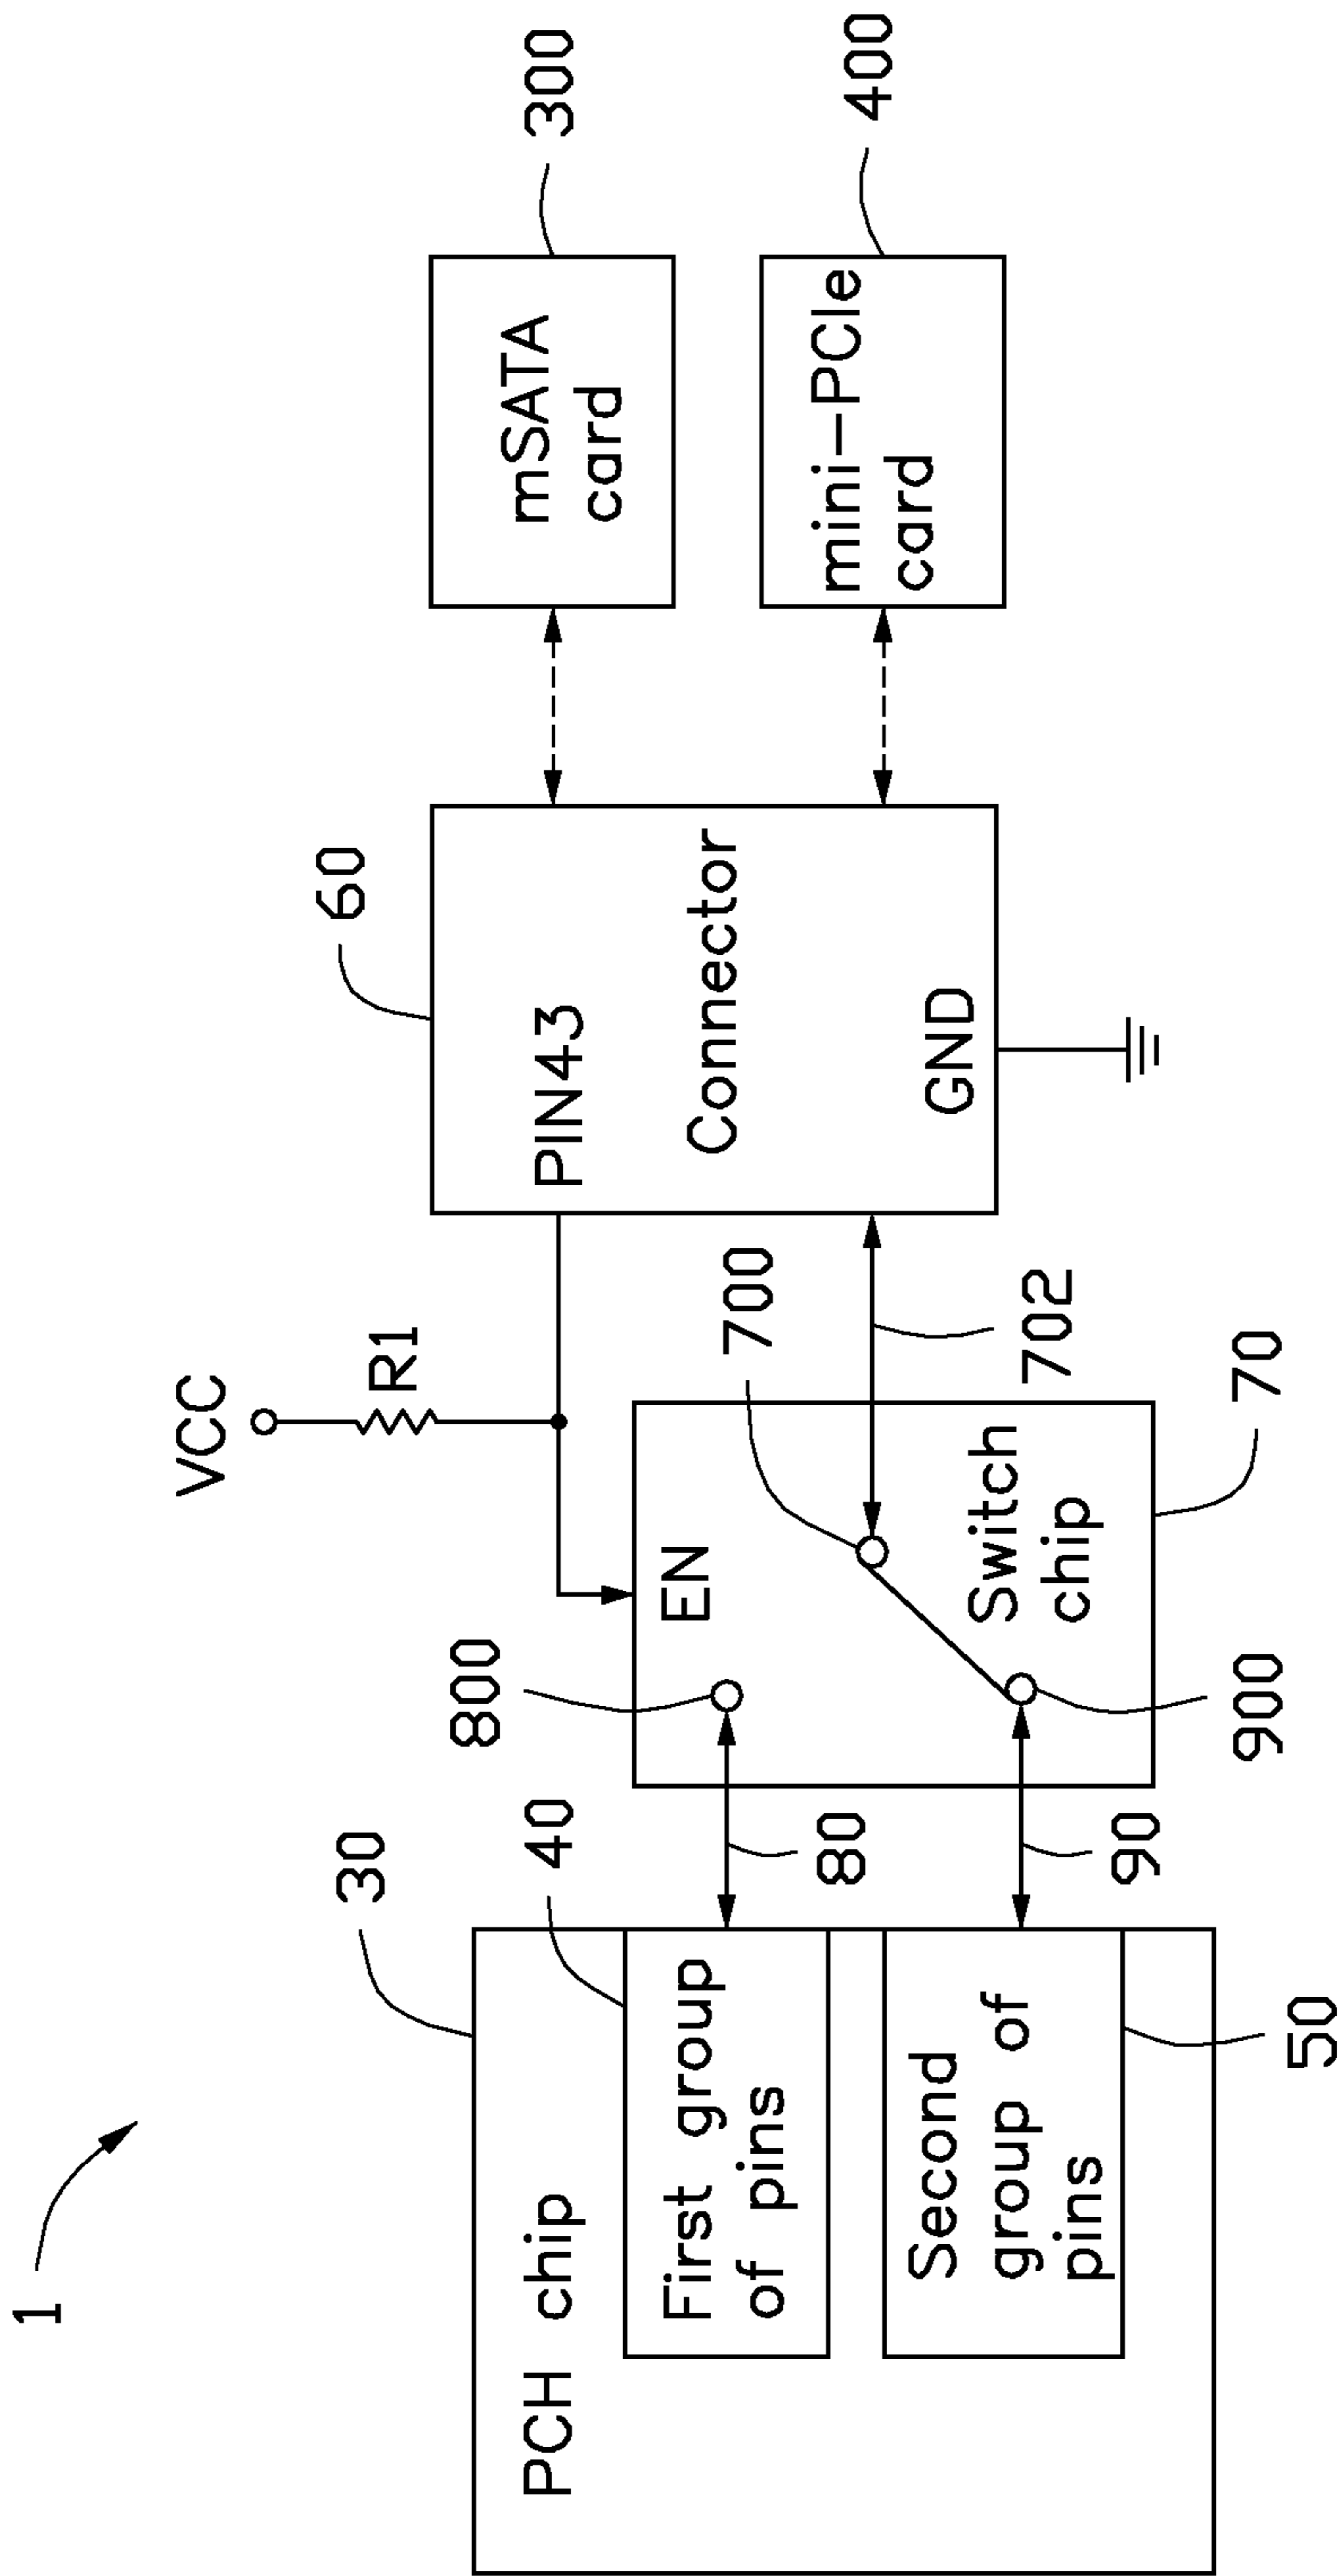 1
VCC
R1
60
300
mSATA
card
400
mini-PCIe
card
PIN43
Connector
GND
30
PCH chip
40
First group
of pins
Second
group of
pins
50
80
90
800
EN
700
702
Switch
chip
70
900